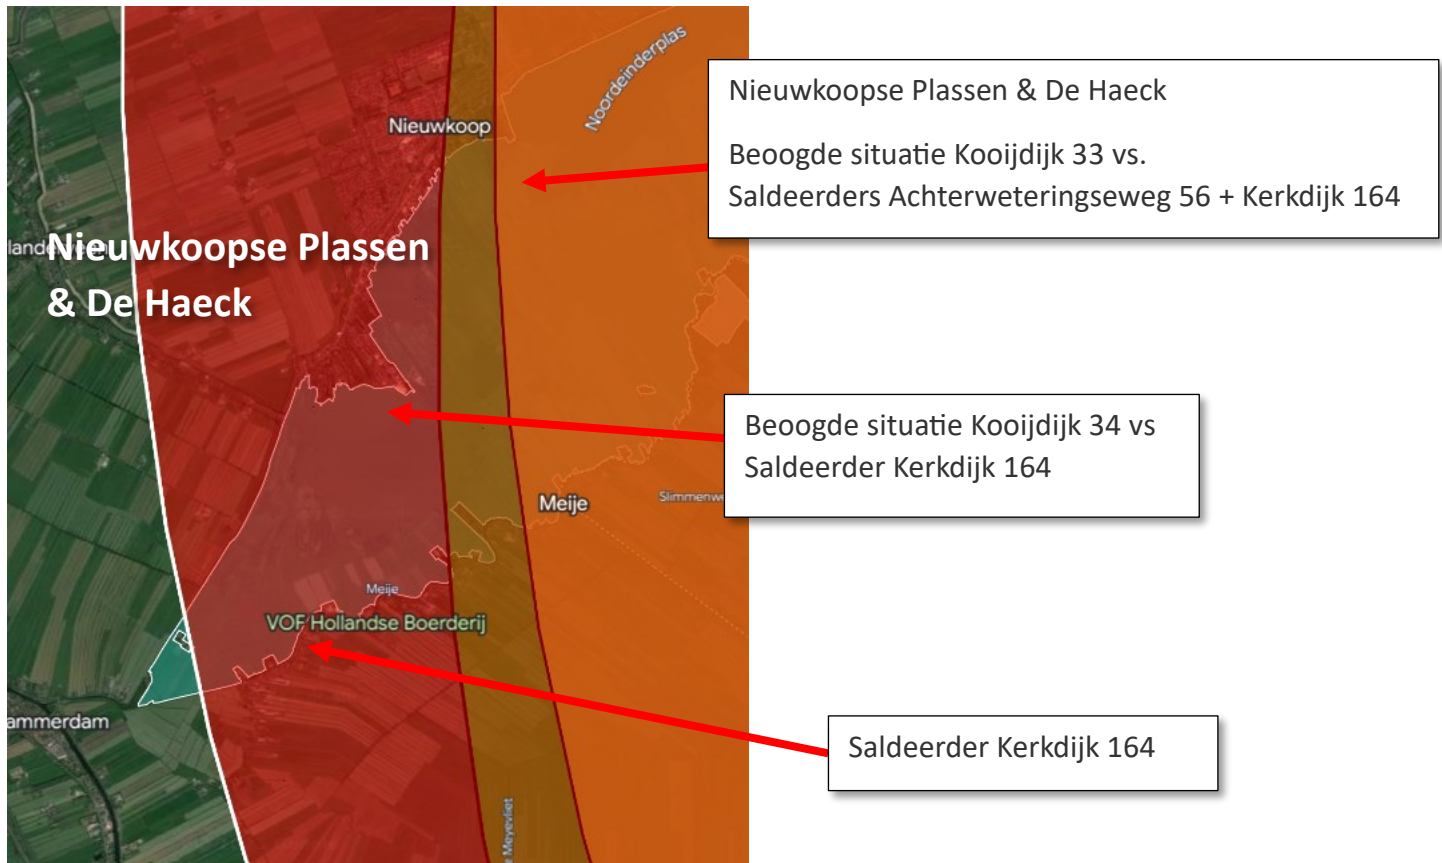 Noordeinderplas
Nieuwkoopse Plassen & De Haeck
Nieuwkoop
Beoogde situatie Kooijdijk 33 vs.
Saldeerders Achterweteringseweg 56 + Kerkdijk 164
Nieuwkoopse Plassen
& De Haeck
Beoogde situatie Kooijdijk 34 vs
Saldeerder Kerkdijk 164
Meije
Meije
VOF Hollandse Boerderij
ammerdam
Saldeerder Kerkdijk 164
Meyevliet